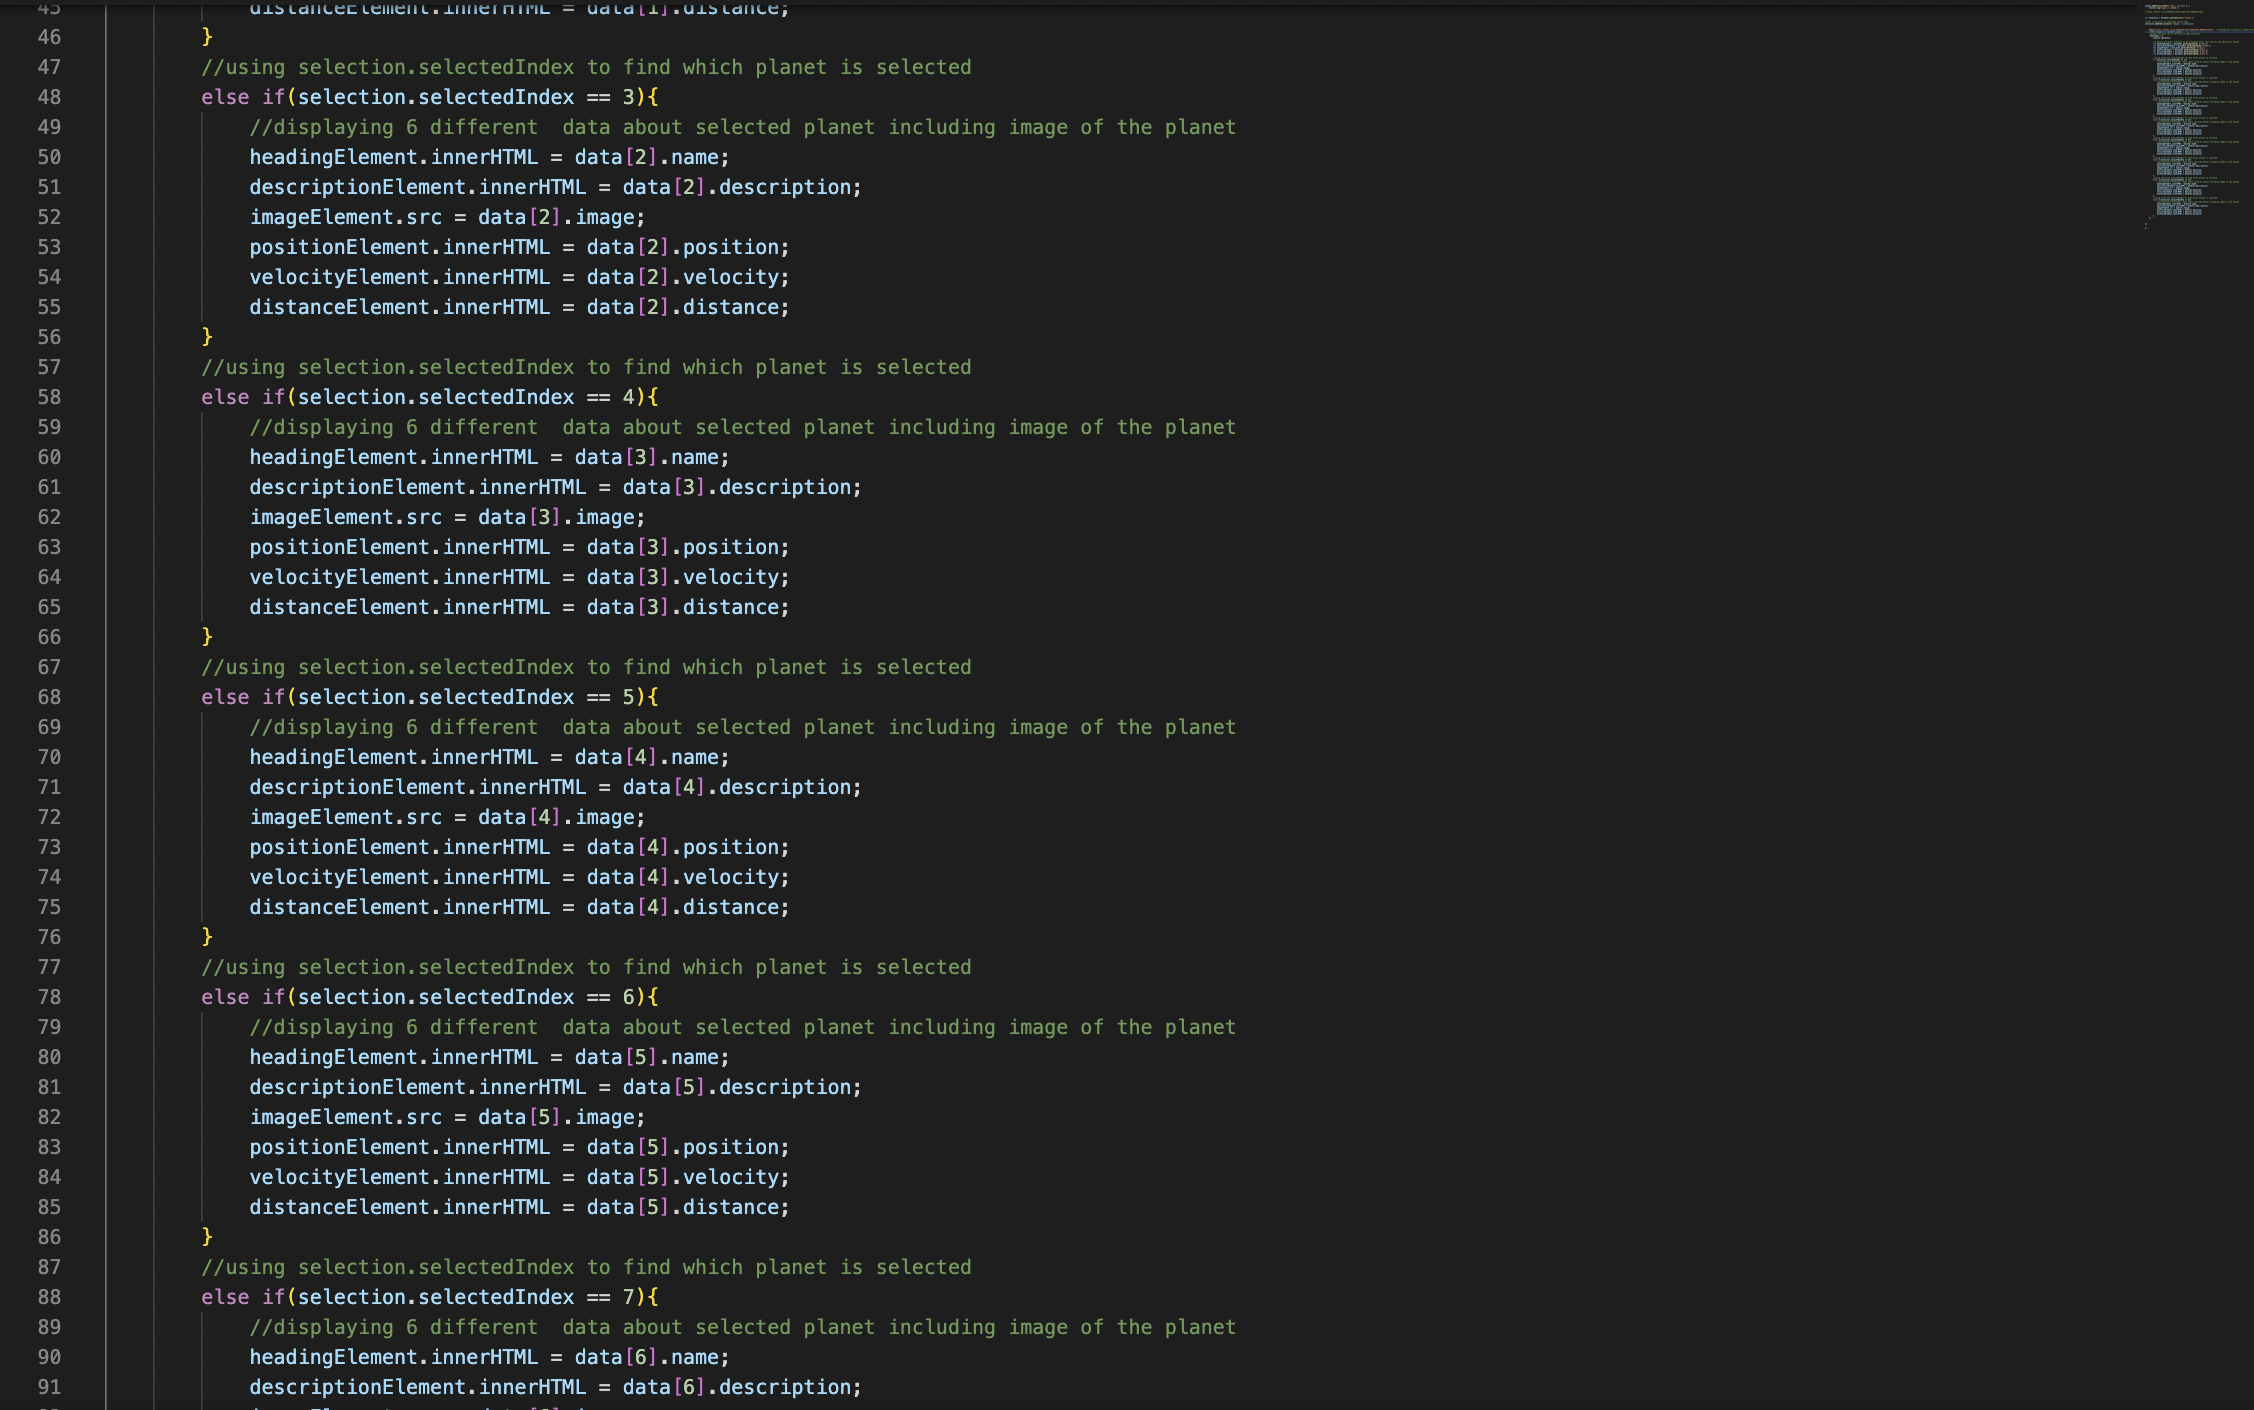 45 distanceElement.innerHTML = data[1].distance;
46 }
47 //using selection.selectedIndex to find which planet is selected
48 else if(selection.selectedIndex == 3){
49 //displaying 6 different  data about selected planet including image of the planet
50 headingElement.innerHTML = data[2].name;
51 descriptionElement.innerHTML = data[2].description;
52 imageElement.src = data[2].image;
53 positionElement.innerHTML = data[2].position;
54 velocityElement.innerHTML = data[2].velocity;
55 distanceElement.innerHTML = data[2].distance;
56 }
57 //using selection.selectedIndex to find which planet is selected
58 else if(selection.selectedIndex == 4){
59 //displaying 6 different  data about selected planet including image of the planet
60 headingElement.innerHTML = data[3].name;
61 descriptionElement.innerHTML = data[3].description;
62 imageElement.src = data[3].image;
63 positionElement.innerHTML = data[3].position;
64 velocityElement.innerHTML = data[3].velocity;
65 distanceElement.innerHTML = data[3].distance;
66 }
67 //using selection.selectedIndex to find which planet is selected
68 else if(selection.selectedIndex == 5){
69 //displaying 6 different  data about selected planet including image of the planet
70 headingElement.innerHTML = data[4].name;
71 descriptionElement.innerHTML = data[4].description;
72 imageElement.src = data[4].image;
73 positionElement.innerHTML = data[4].position;
74 velocityElement.innerHTML = data[4].velocity;
75 distanceElement.innerHTML = data[4].distance;
76 }
77 //using selection.selectedIndex to find which planet is selected
78 else if(selection.selectedIndex == 6){
79 //displaying 6 different  data about selected planet including image of the planet
80 headingElement.innerHTML = data[5].name;
81 descriptionElement.innerHTML = data[5].description;
82 imageElement.src = data[5].image;
83 positionElement.innerHTML = data[5].position;
84 velocityElement.innerHTML = data[5].velocity;
85 distanceElement.innerHTML = data[5].distance;
86 }
87 //using selection.selectedIndex to find which planet is selected
88 else if(selection.selectedIndex == 7){
89 //displaying 6 different  data about selected planet including image of the planet
90 headingElement.innerHTML = data[6].name;
91 descriptionElement.innerHTML = data[6].description;